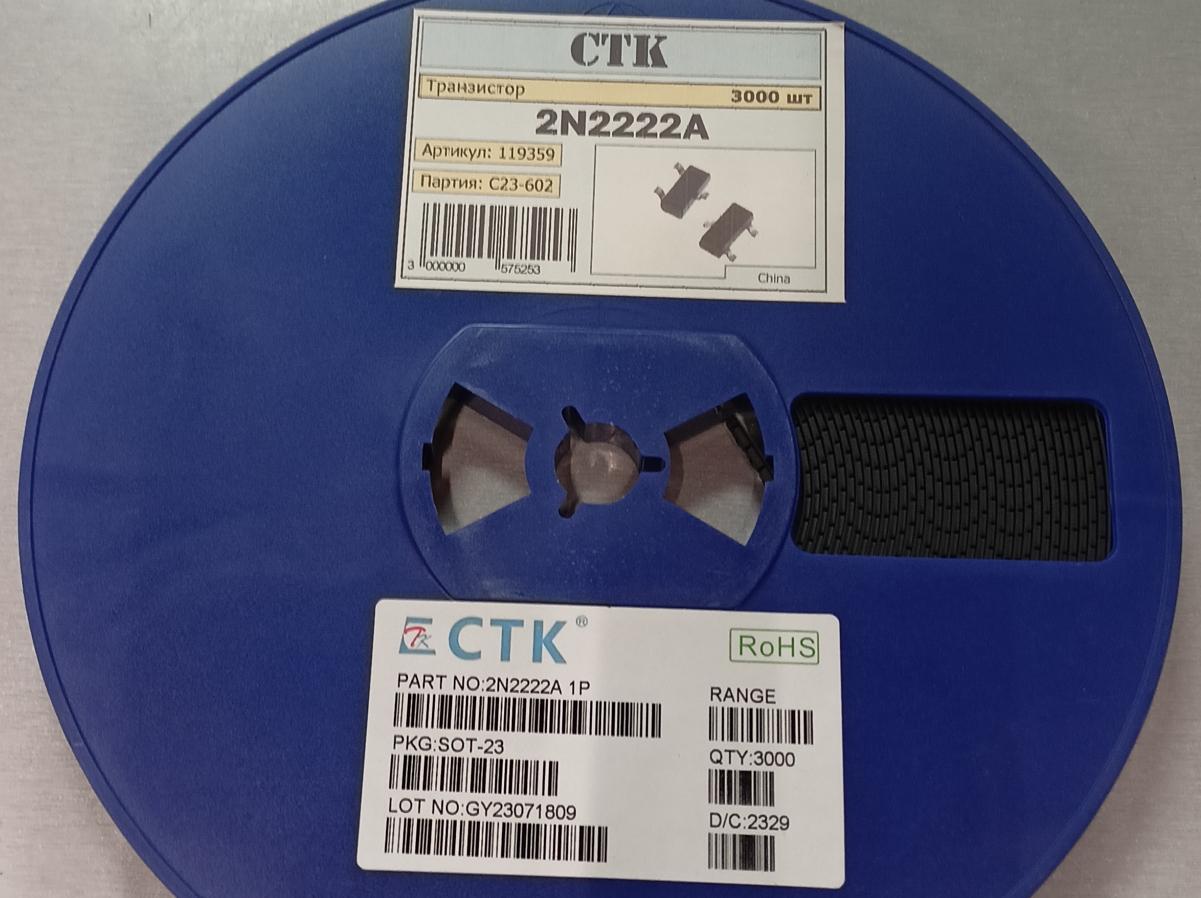 CTK
Транзистор
3000 шт
2N2222A
Артикул: 119359
Партия: C23-602
3 000000 575253
China
CTK®
RoHS
PART NO:2N2222A 1P
RANGE
PKG:SOT-23
QTY:3000
LOT NO:GY23071809
D/C:2329